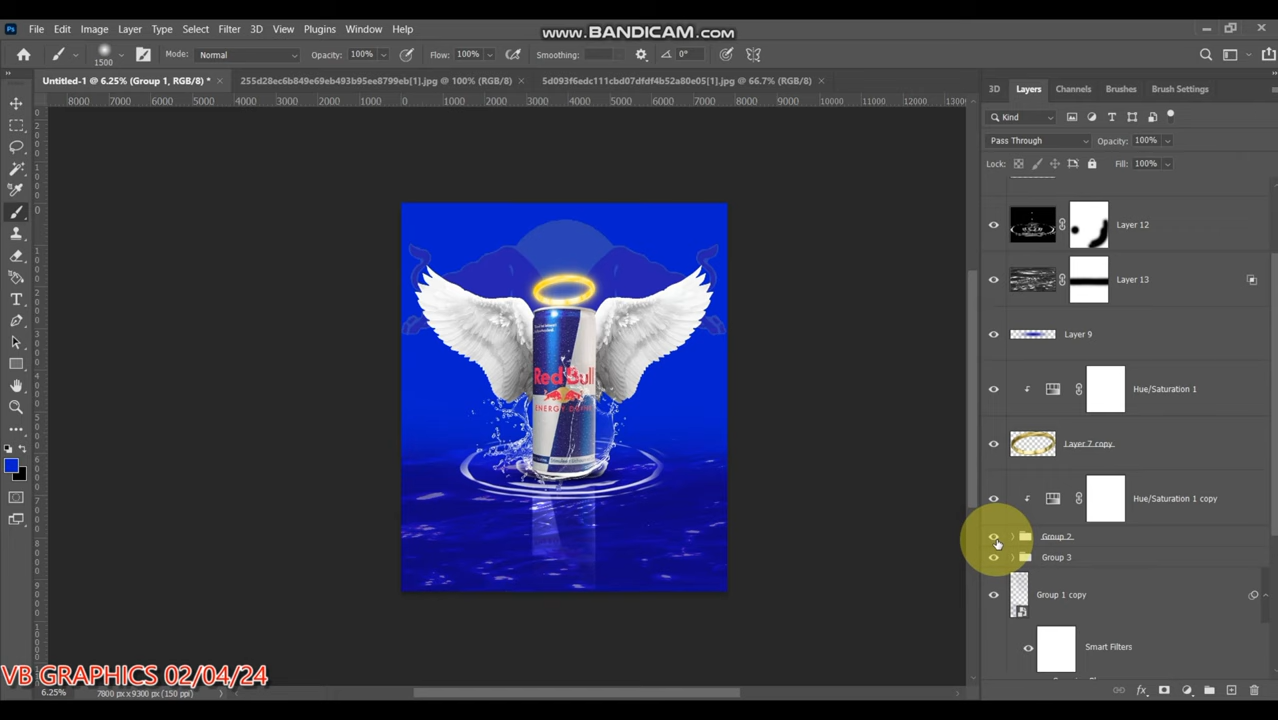 File Edit Image Layer Type Select Filter 3D View Plugins Window Help
www.BANDICAM.com
1500 Mode: Normal Opacity: 100% Flow: 100% Smoothing: 0°
Untitled-1 @ 6.25% (Group 1, RGB/8) * × 255d28ec6b849e69eb493b95ee8799eb[1].jpg @ 100% (RGB/8) × 5d093f6edc111cbd07dfdf4b52a80e05[1].jpg @ 66.7% (RGB/8) ×
3D Layers Channels Brushes Brush Settings
8000 7000 6000 5000 4000 3000 2000 1000 0 1000 2000 3000 4000 5000 6000 7000 8000 9000 10000 11000 12000
Kind
Pass Through Opacity: 100%
Lock: Fill: 100%
Layer 12
Layer 13
Layer 9
Hue/Saturation 1
Layer 7 copy
Hue/Saturation 1 copy
Group 2
Group 3
Group 1 copy
Smart Filters
Red Bull
ENERGY DRINK
VB GRAPHICS 02/04/24
6.25% 7800 px x 9300 px (150 ppi)
fx